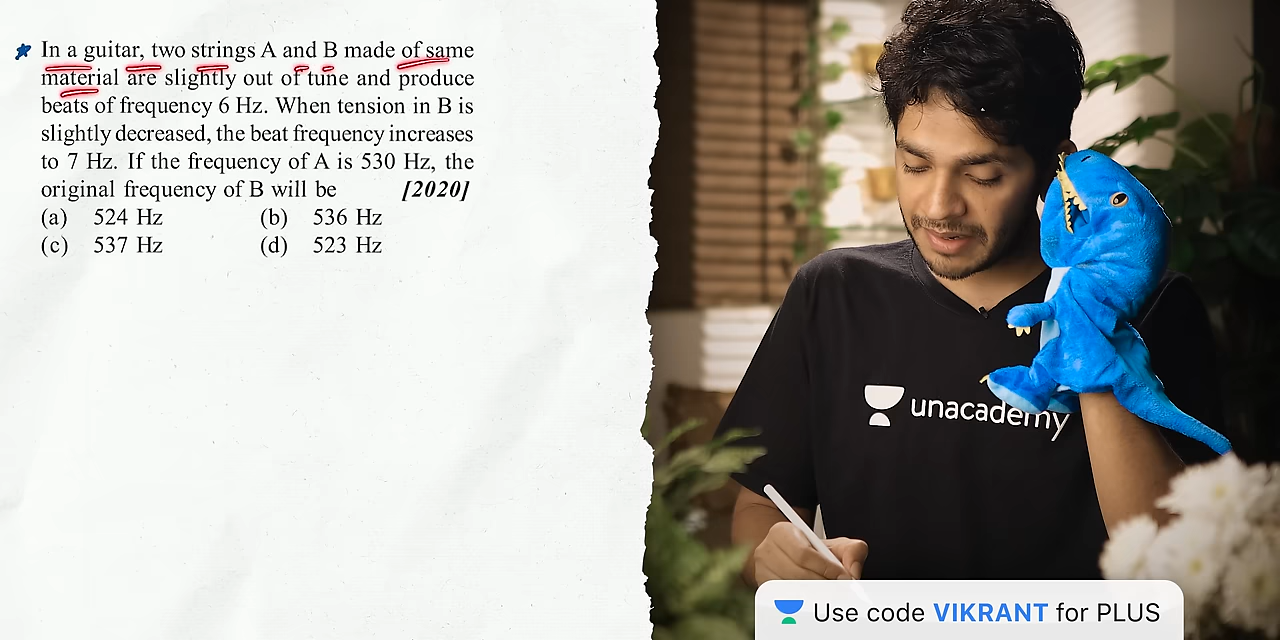 In a guitar, two strings A and B made of same
material are slightly out of tune and produce
beats of frequency 6 Hz. When tension in B is
slightly decreased, the beat frequency increases
to 7 Hz. If the frequency of A is 530 Hz, the
original frequency of B will be [2020]
(a) 524 Hz (b) 536 Hz
(c) 537 Hz (d) 523 Hz
unacademy
Use code VIKRANT for PLUS